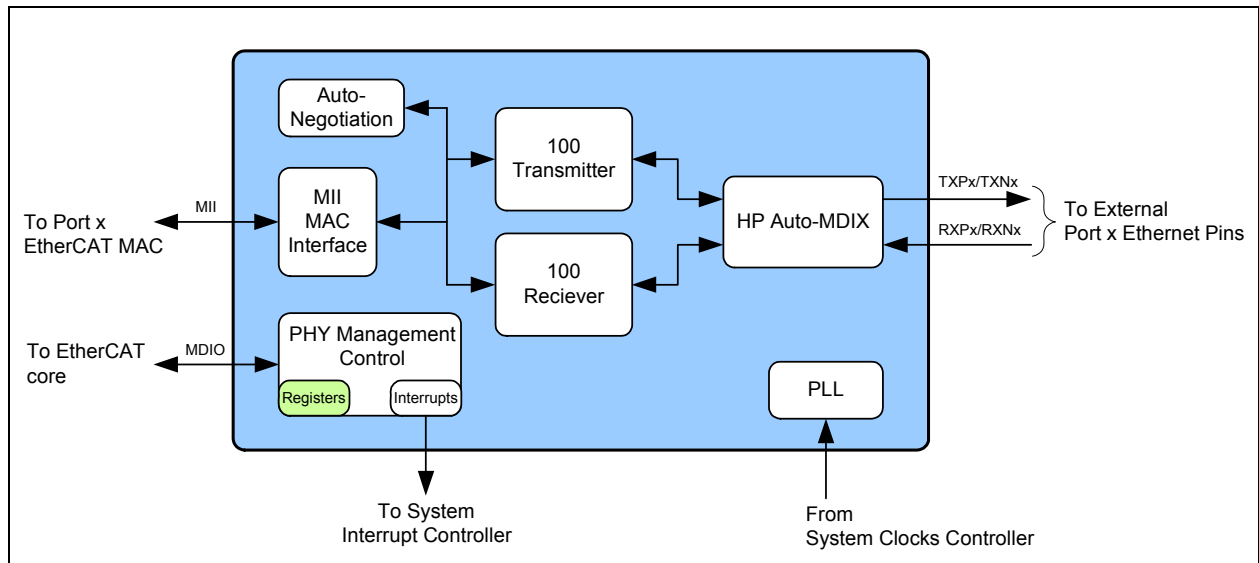 Auto-
Negotiation
100
Transmitter
MII
MAC
Interface
HP Auto-MDIX
100
Reciever
To Port x
EtherCAT MAC
MII
TXPx/TXNx
RXPx/RXNx
To External
Port x Ethernet Pins
To EtherCAT
core
MDIO
PHY Management
Control
Registers
Interrupts
PLL
To System
Interrupt Controller
From
System Clocks Controller